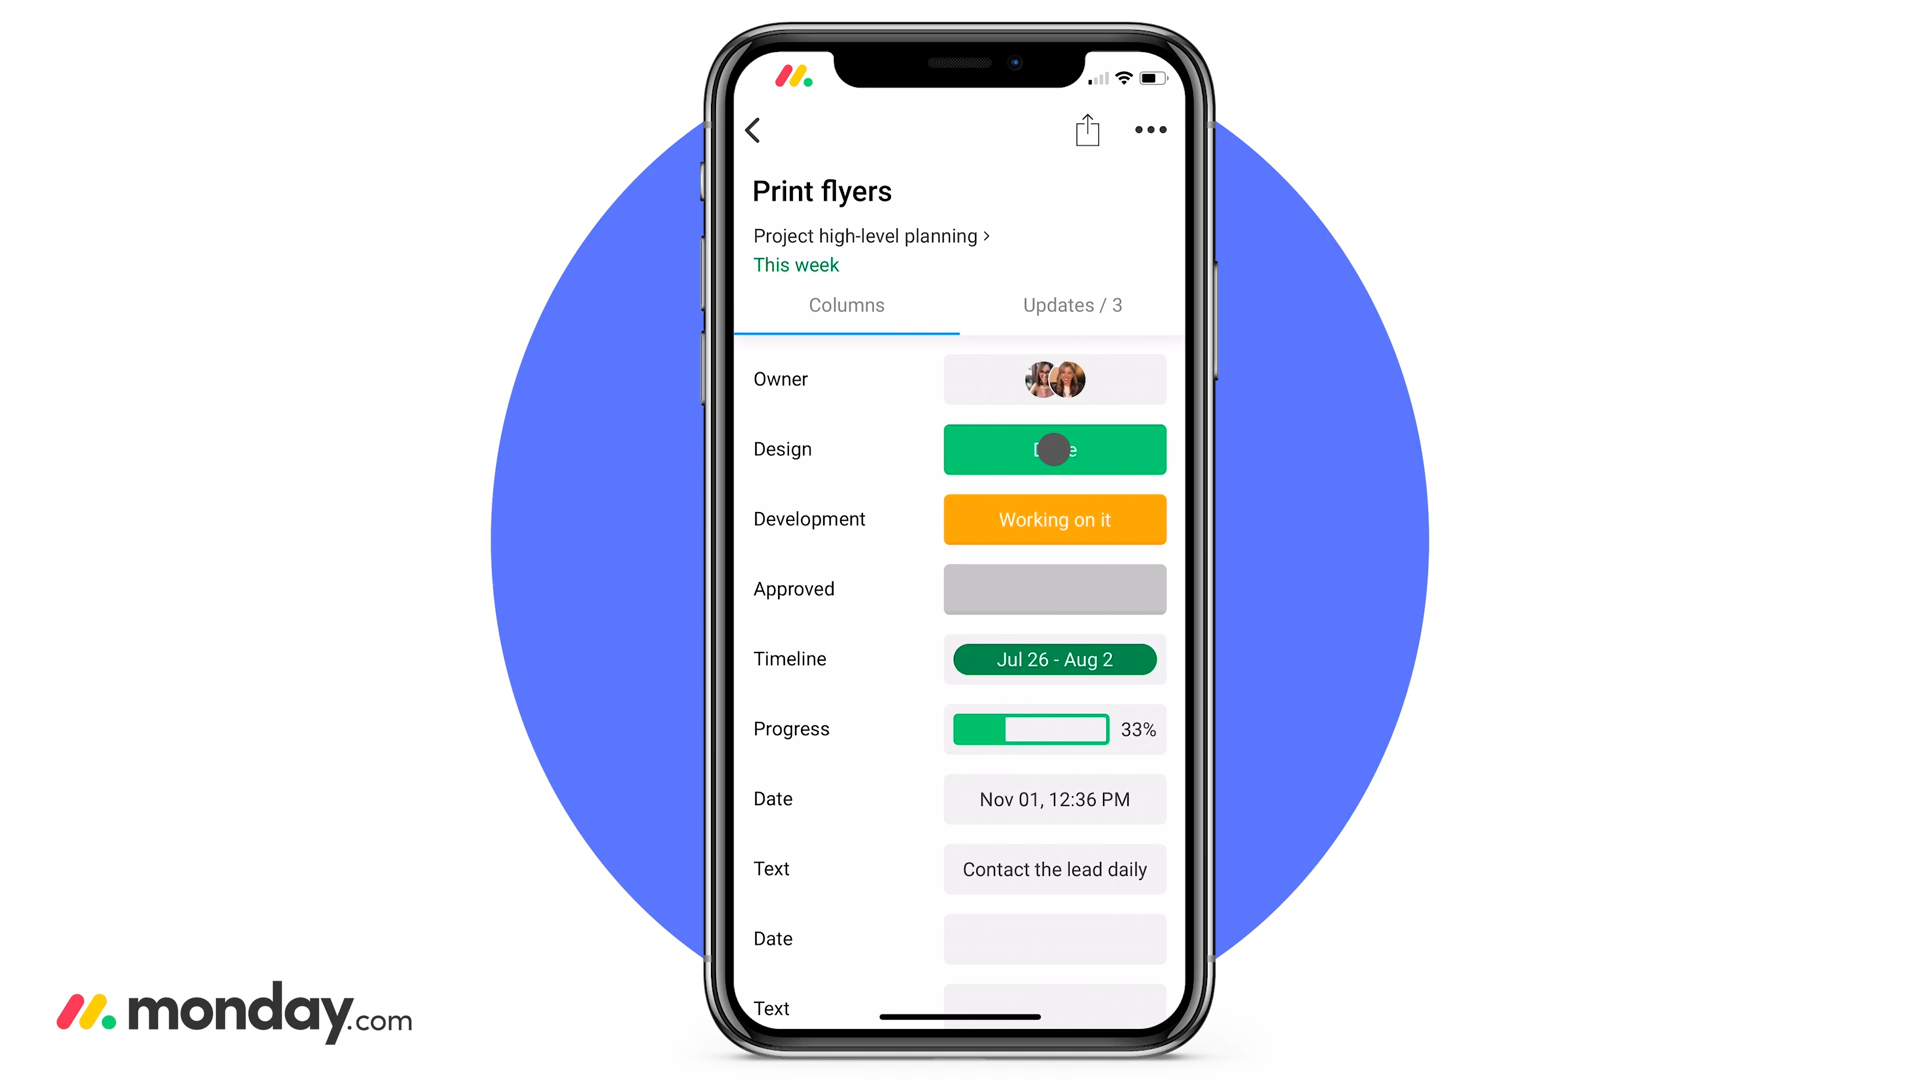 Print flyers
Project high-level planning >
This week
Columns
Updates / 3
Owner
Design
Development
Working on it
Approved
Timeline
Jul 26 - Aug 2
Progress
33%
Date
Nov 01, 12:36 PM
Text
Contact the lead daily
Date
Text
monday.com